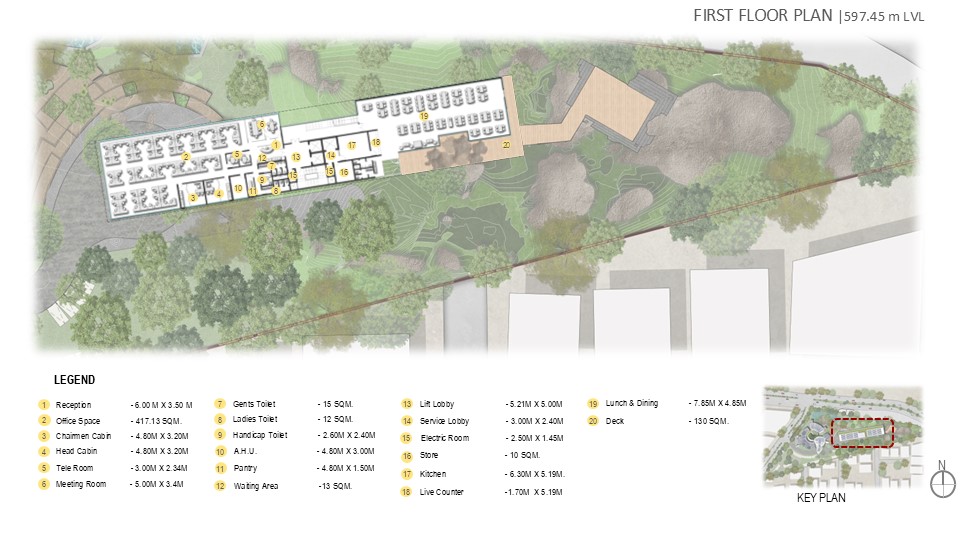 FIRST FLOOR PLAN |597.45 m LVL
6
1
2
5
12
7
9
3
4
10
11
8
13
15
14
15
16
17
18
19
20
LEGEND
1 Reception - 6.00 M X 3.50 M
2 Office Space - 417.13 SQM.
3 Chairmen Cabin - 4.80M X 3.20M
4 Head Cabin - 4.80M X 3.20M
5 Tele Room - 3.00M X 2.34M
6 Meeting Room - 5.00M X 3.4M
7 Gents Toilet - 15 SQM.
8 Ladies Toilet - 12 SQM.
9 Handicap Toilet - 2.60M X 2.40M
10 A.H.U. - 4.80M X 3.00M
11 Pantry - 4.80M X 1.50M
12 Waiting Area -13 SQM.
13 Lift Lobby - 5.21M X 5.00M
14 Service Lobby - 3.00M X 2.40M
15 Electric Room - 2.50M X 1.45M
16 Store - 10 SQM.
17 Kitchen - 6.30M X 5.19M.
18 Live Counter -1.70M X 5.19M
19 Lunch & Dining - 7.85M X 4.85M
20 Deck - 130 SQM.
KEY PLAN
N